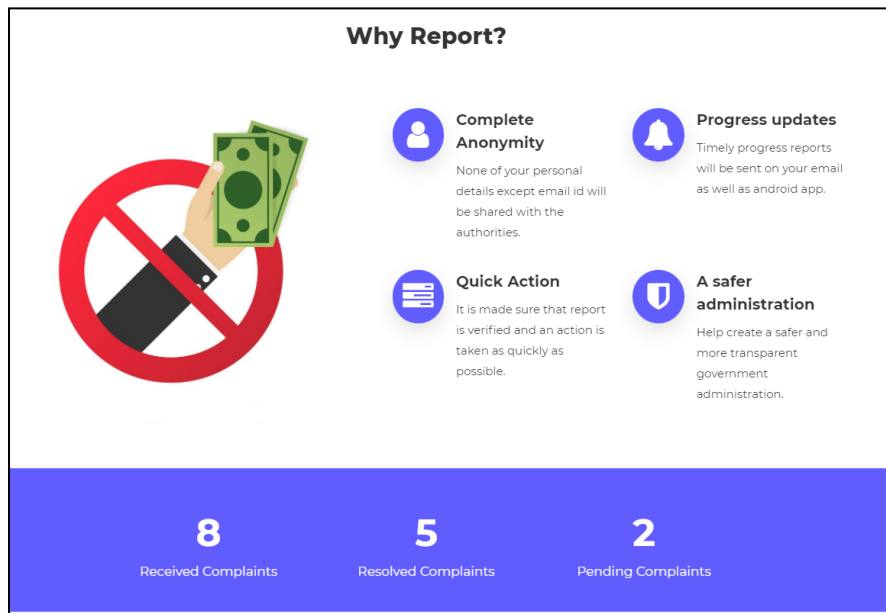 Why Report?
Complete
Anonymity
None of your personal
details except email id will
be shared with the
authorities.
Progress updates
Timely progress reports
will be sent on your email
as well as android app.
Quick Action
It is made sure that report
is verified and an action is
taken as quickly as
possible.
A safer
administration
Help create a safer and
more transparent
government
administration.
8
Received Complaints
5
Resolved Complaints
2
Pending Complaints